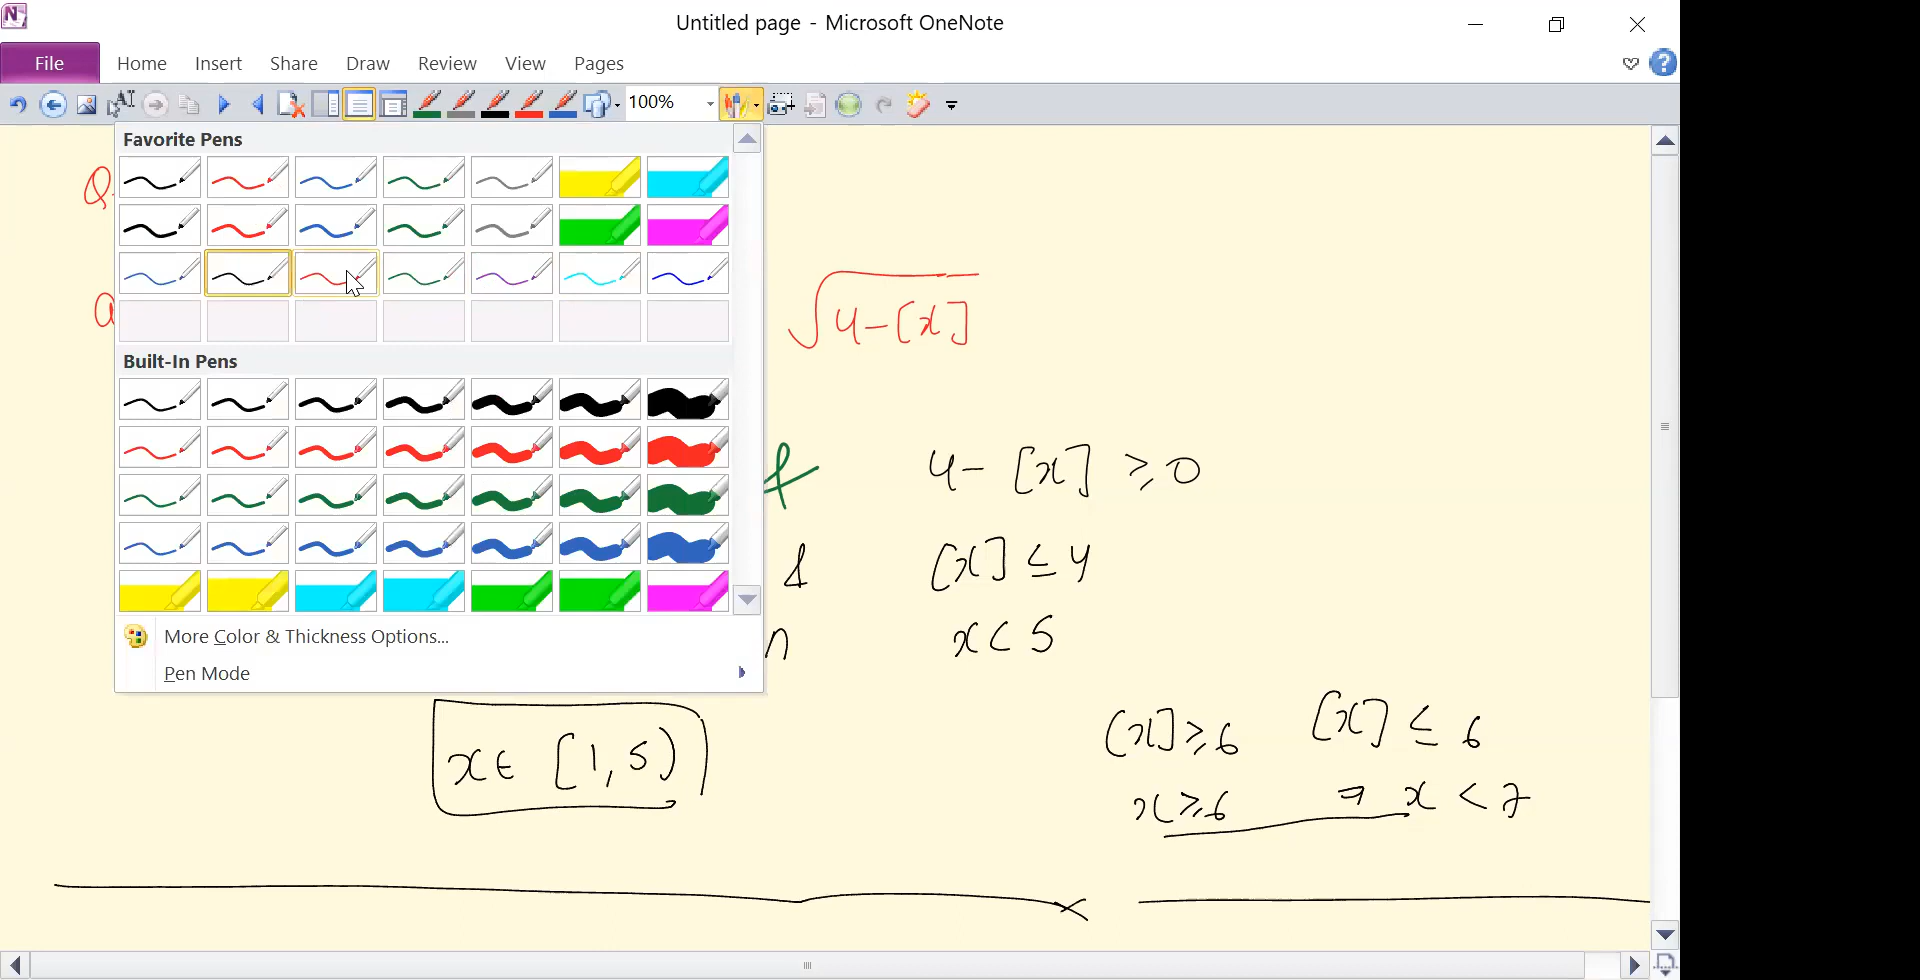 Untitled page - Microsoft OneNote
File Home Insert Share Draw Review View Pages
100%
Favorite Pens
Built-In Pens
More Color & Thickness Options...
Pen Mode
Q.
√4-[x]
& 4-[x] ≥ 0
& [x] ≤ 4
∩ x < 5
x ∈ [1, 5)
[x] ≥ 6 [x] ≤ 6
x ≥ 6 ⇒ x < 7